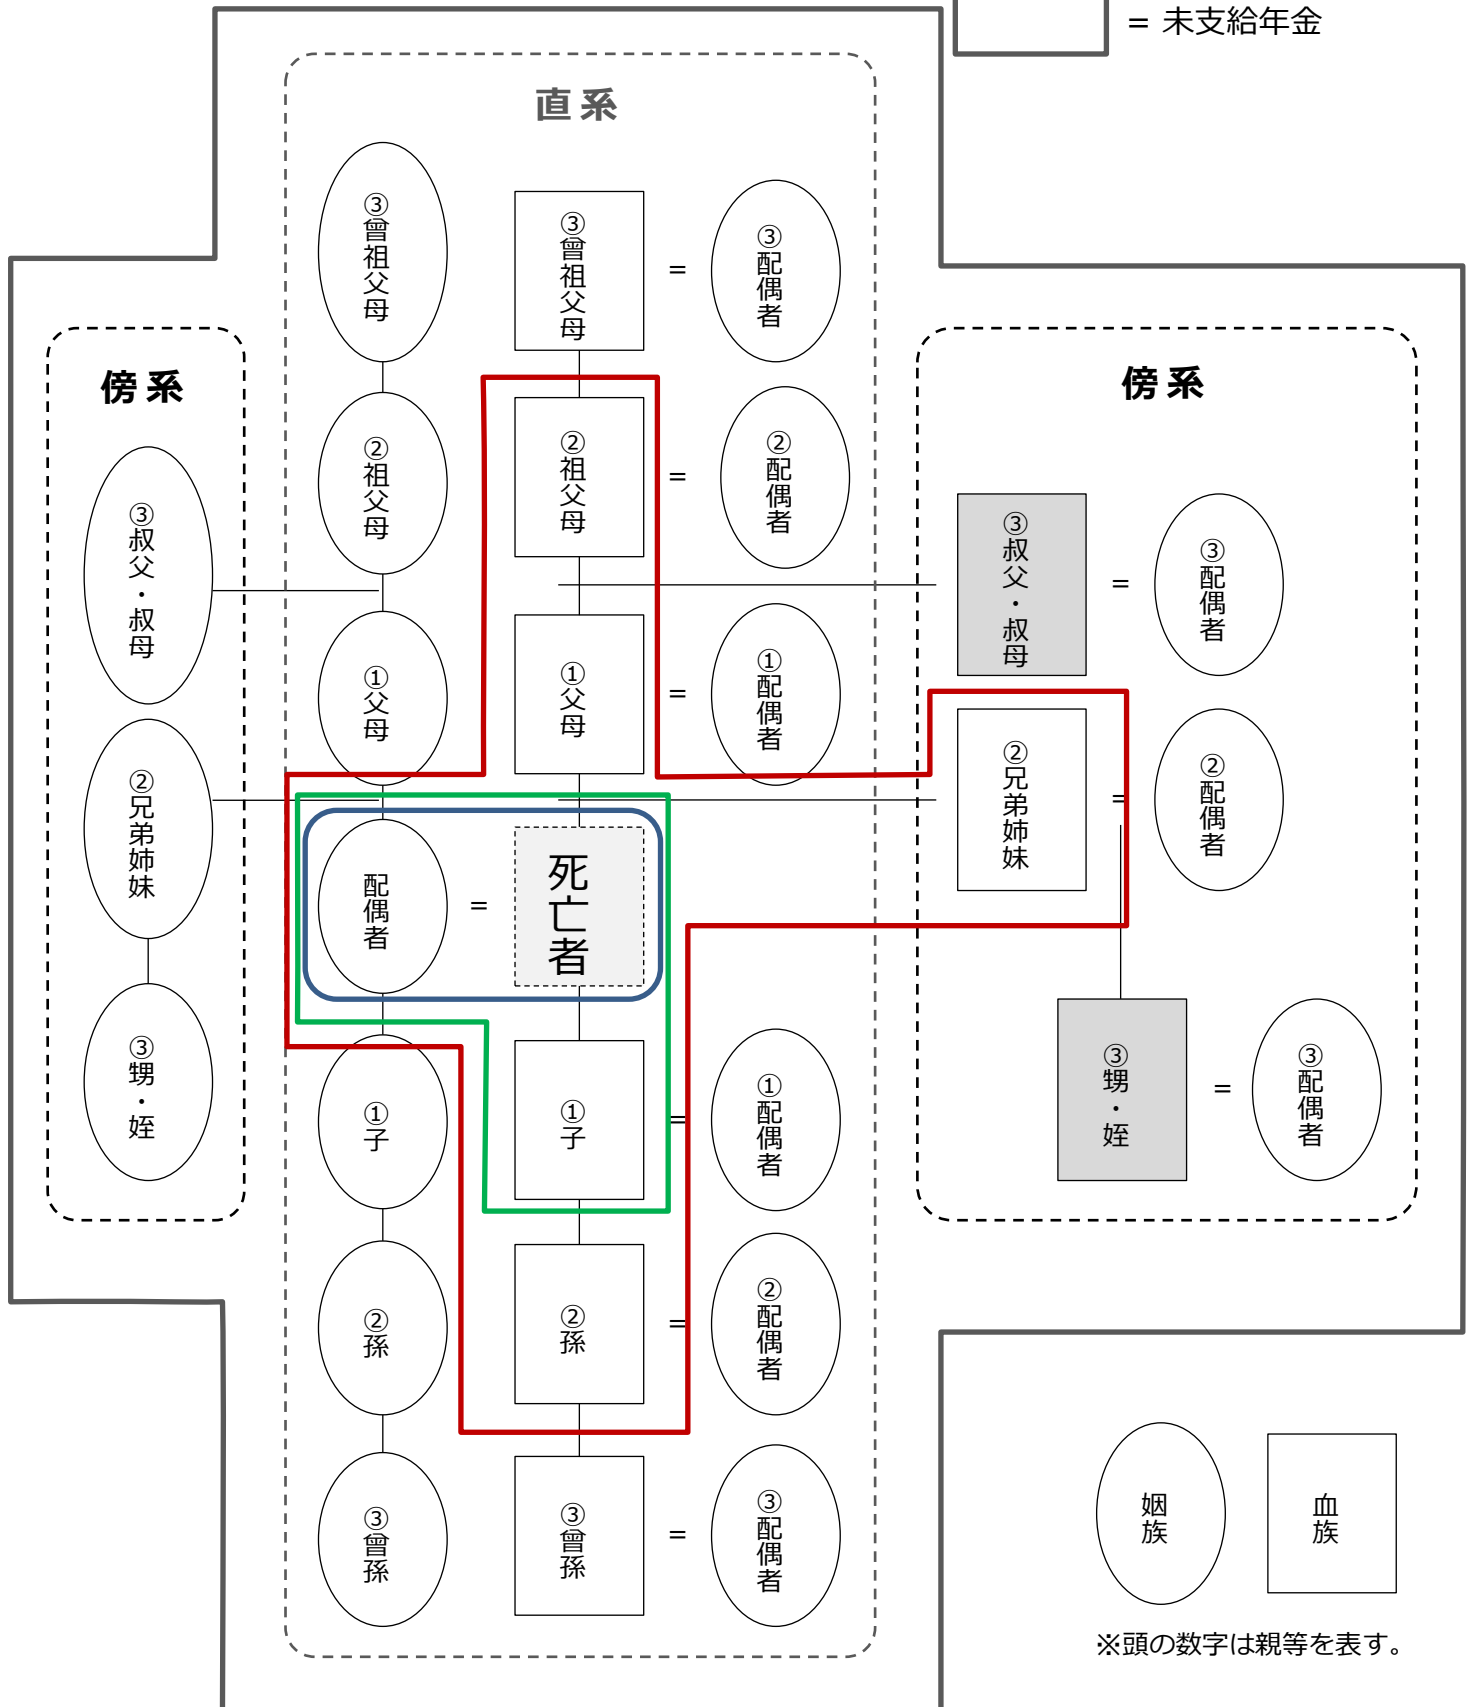 = 未支給年金
直系
③曾祖父母
③曾祖父母
=
③配偶者
傍系
傍系
②祖父母
②祖父母
=
②配偶者
③叔父・叔母
③叔父・叔母
=
③配偶者
①父母
①父母
=
①配偶者
②兄弟姉妹
②兄弟姉妹
=
②配偶者
配偶者
=
死亡者
③甥・姪
③甥・姪
=
③配偶者
①子
①子
=
①配偶者
②孫
②孫
=
②配偶者
③曾孫
③曾孫
=
③配偶者
姻族
血族
※頭の数字は親等を表す。